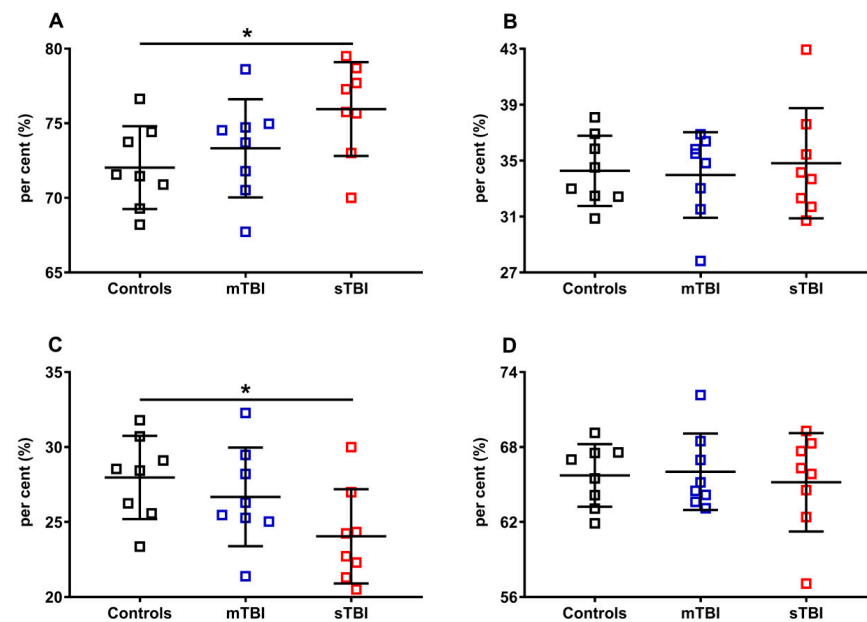 A
per cent (%)
80
75
70
65
*
Controls
mTBI
sTBI
B
per cent (%)
43
39
35
31
27
Controls
mTBI
sTBI
C
per cent (%)
35
30
25
20
*
Controls
mTBI
sTBI
D
per cent (%)
74
68
62
56
Controls
mTBI
sTBI